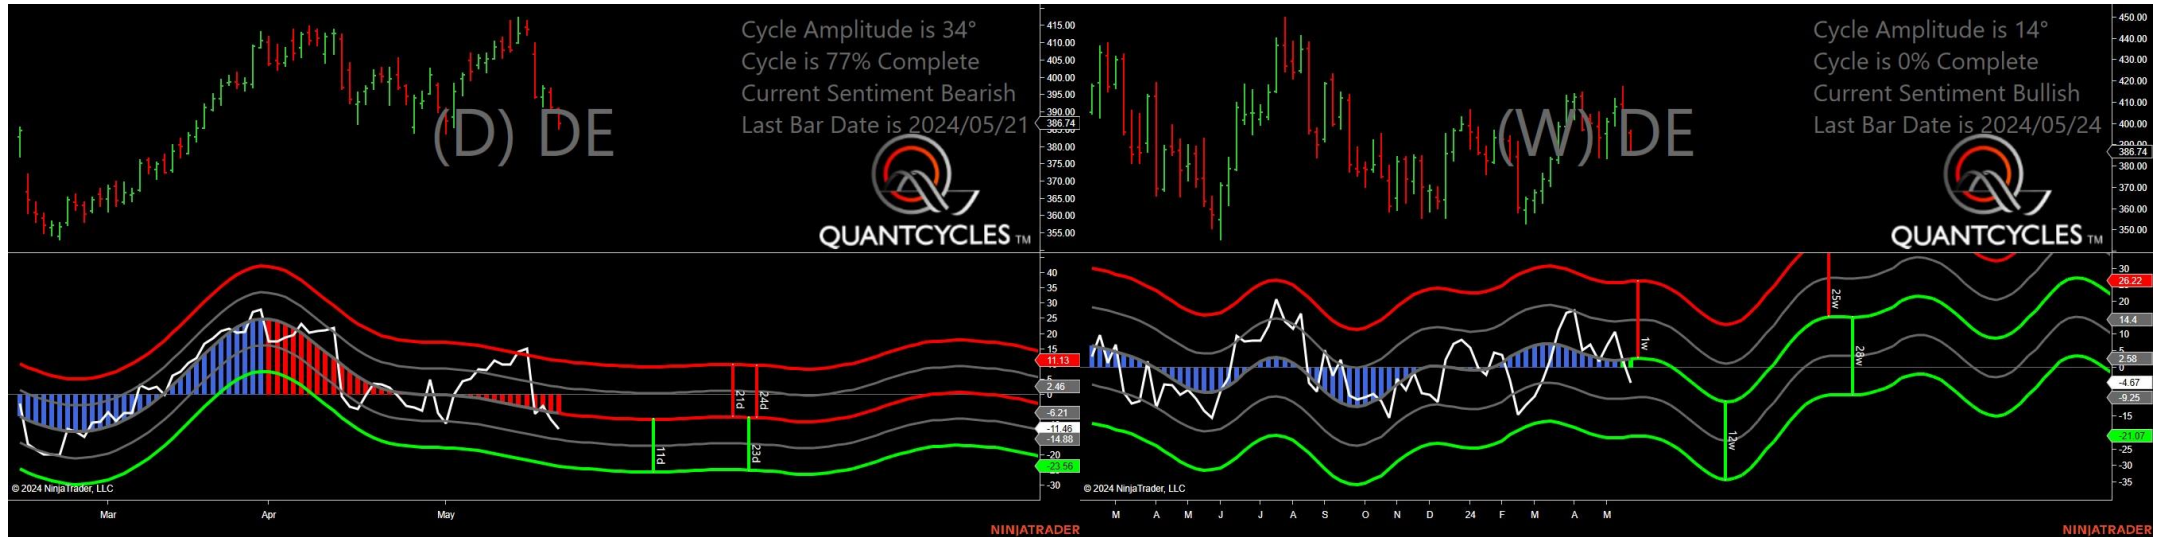 Cycle Amplitude is 34°
Cycle is 77% Complete
Current Sentiment Bearish
Last Bar Date is 2024/05/21
(D) DE
QUANTCYCLES TM
415.00
410.00
405.00
400.00
395.00
390.00
386.74
380.00
375.00
370.00
365.00
360.00
355.00
40
35
30
25
20
15
11.13
2.46
0
-6.21
-11.46
-14.88
-20
-23.56
-30
11d
21d
23d
24d
© 2024 NinjaTrader, LLC
Mar Apr May
NINJATRADER
Cycle Amplitude is 14°
Cycle is 0% Complete
Current Sentiment Bullish
Last Bar Date is 2024/05/24
(W) DE
QUANTCYCLES TM
450.00
440.00
430.00
420.00
410.00
400.00
386.74
380.00
370.00
360.00
350.00
30
26.22
20
14.4
10
5
2.58
0
-4.67
-9.25
-15
-21.07
-25
-30
-35
1w
12w
25w
28w
© 2024 NinjaTrader, LLC
M A M J J A S O N D 24 F M A M
NINJATRADER